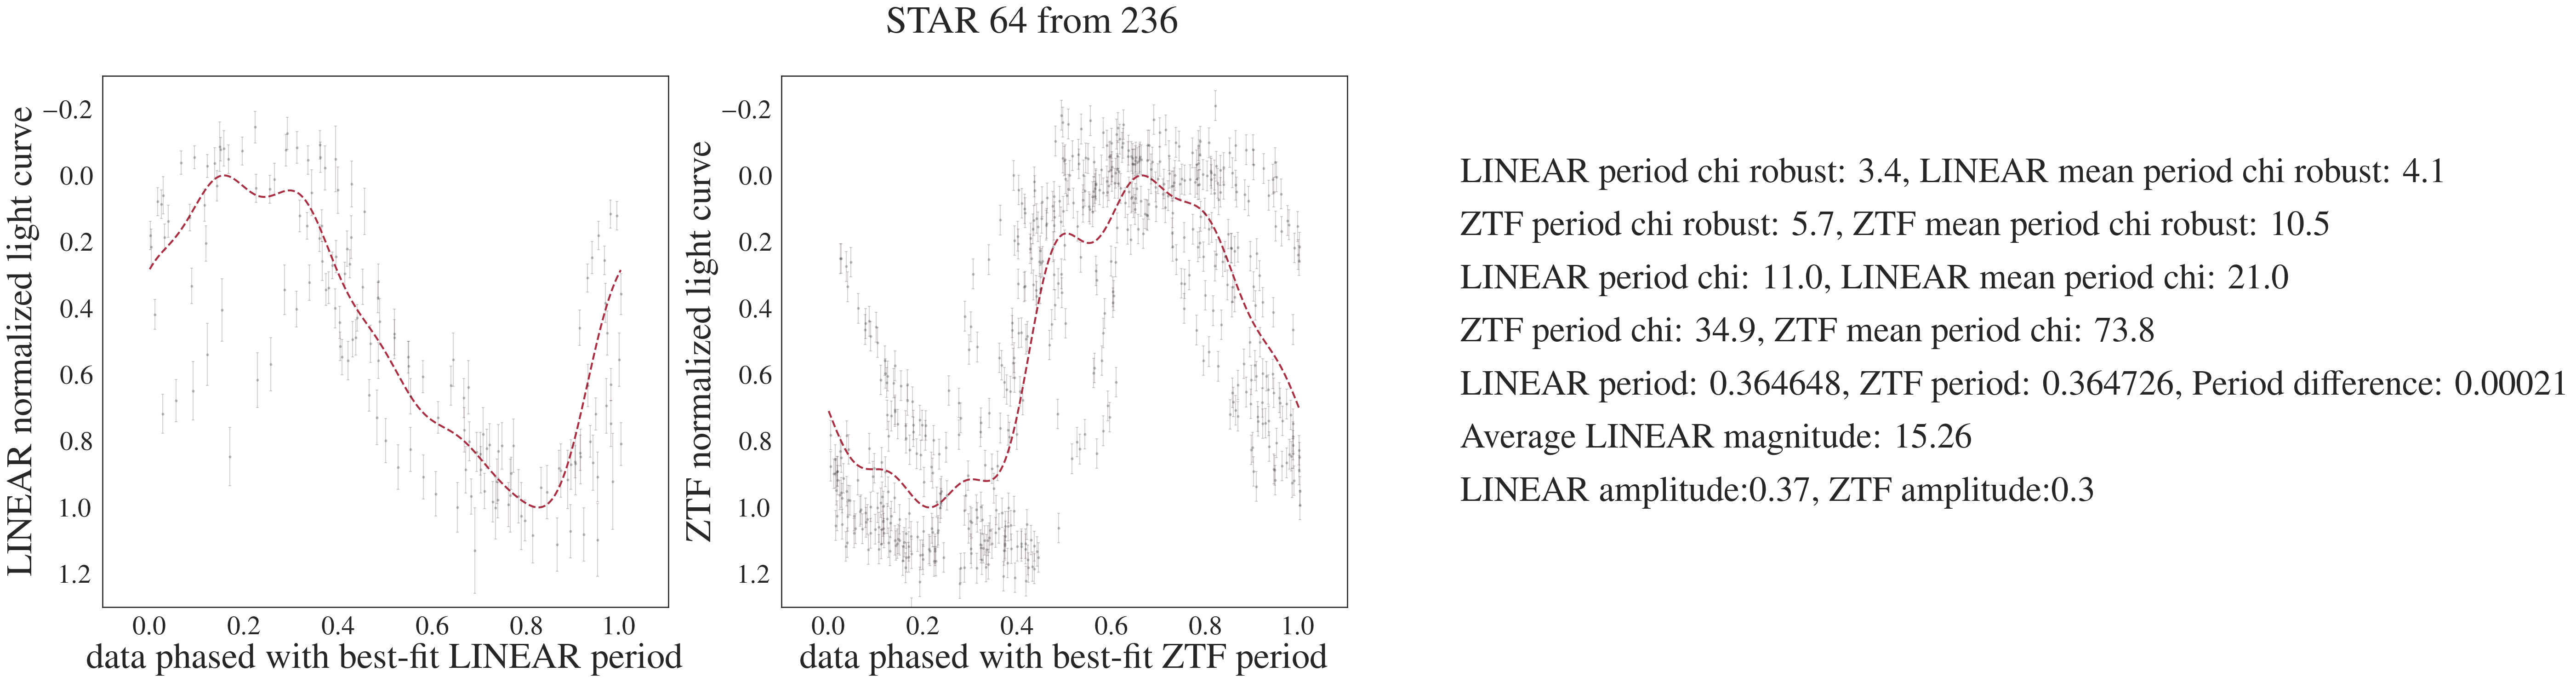 STAR 64 from 236
LINEAR normalized light curve
−0.2
0.0
0.2
0.4
0.6
0.8
1.0
1.2
0.0 0.2 0.4 0.6 0.8 1.0
data phased with best-fit LINEAR period
ZTF normalized light curve
−0.2
0.0
0.2
0.4
0.6
0.8
1.0
1.2
0.0 0.2 0.4 0.6 0.8 1.0
data phased with best-fit ZTF period
LINEAR period chi robust: 3.4, LINEAR mean period chi robust: 4.1
ZTF period chi robust: 5.7, ZTF mean period chi robust: 10.5
LINEAR period chi: 11.0, LINEAR mean period chi: 21.0
ZTF period chi: 34.9, ZTF mean period chi: 73.8
LINEAR period: 0.364648, ZTF period: 0.364726, Period difference: 0.00021
Average LINEAR magnitude: 15.26
LINEAR amplitude:0.37, ZTF amplitude:0.3